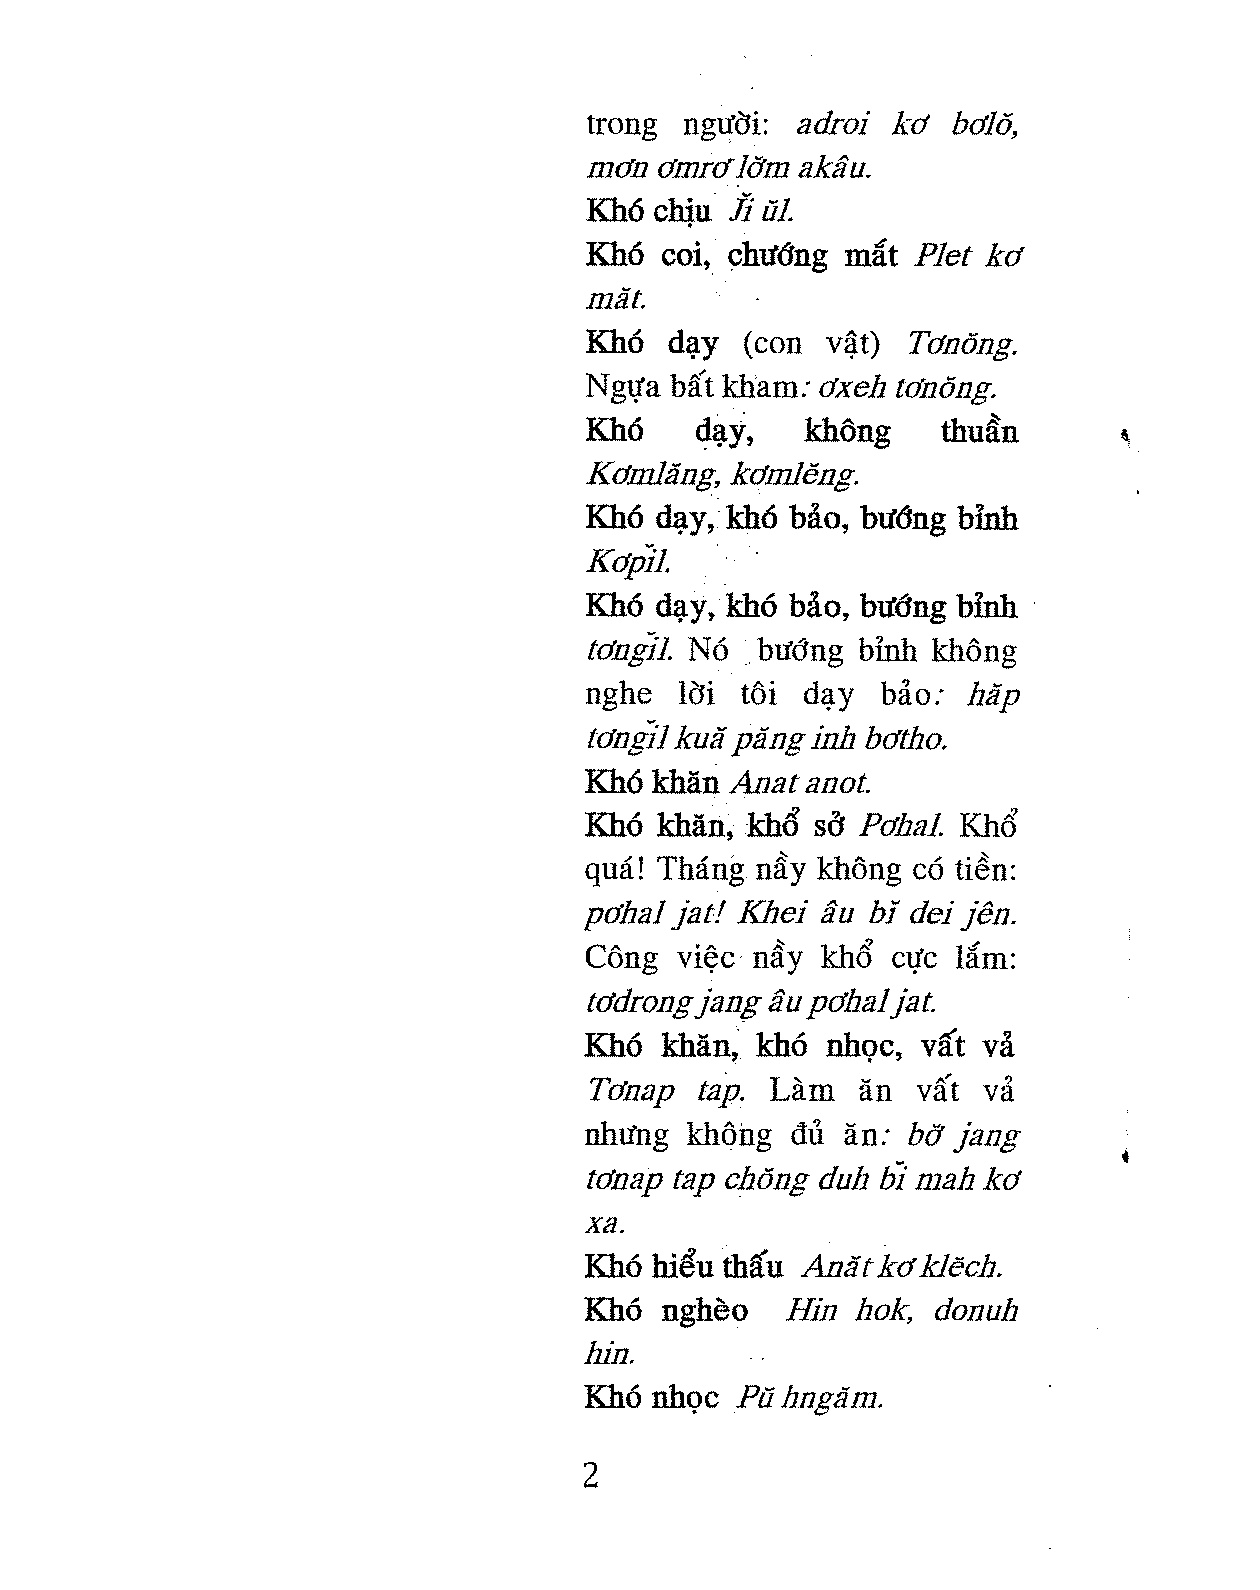 trong người: adroi kơ bơlŏ,
mơn ơmrơ lơ̆m akâu.
Khó chịu J̆i ŭl.
Khó coi, chướng mắt Plet kơ
măt.
Khó dạy (con vật) Tơnŏng.
Ngựa bất kham: ơxeh tơnŏng.
Khó dạy, không thuần
Kơmlăng, kơmlĕng.
Khó dạy, khó bảo, bướng bỉnh
Kơpĭl.
Khó dạy, khó bảo, bướng bỉnh
tơngĭl. Nó bướng bỉnh không
nghe lời tôi dạy bảo: hăp
tơngĭl kuă păng inh bơtho.
Khó khăn Anat anot.
Khó khăn, khổ sở Pơhal. Khổ
quá! Tháng nầy không có tiền:
pơhal jat! Khei âu bĭ dei jên.
Công việc nầy khổ cực lắm:
tơdrong jang âu pơhal jat.
Khó khăn, khó nhọc, vất vả
Tơnap tap. Làm ăn vất vả
nhưng không đủ ăn: bơ̆ jang
tơnap tap chŏng duh bĭ mah kơ
xa.
Khó hiểu thấu Anăt kơ klĕch.
Khó nghèo Hin hok, donuh
hin.
Khó nhọc Pŭ hngăm.
2